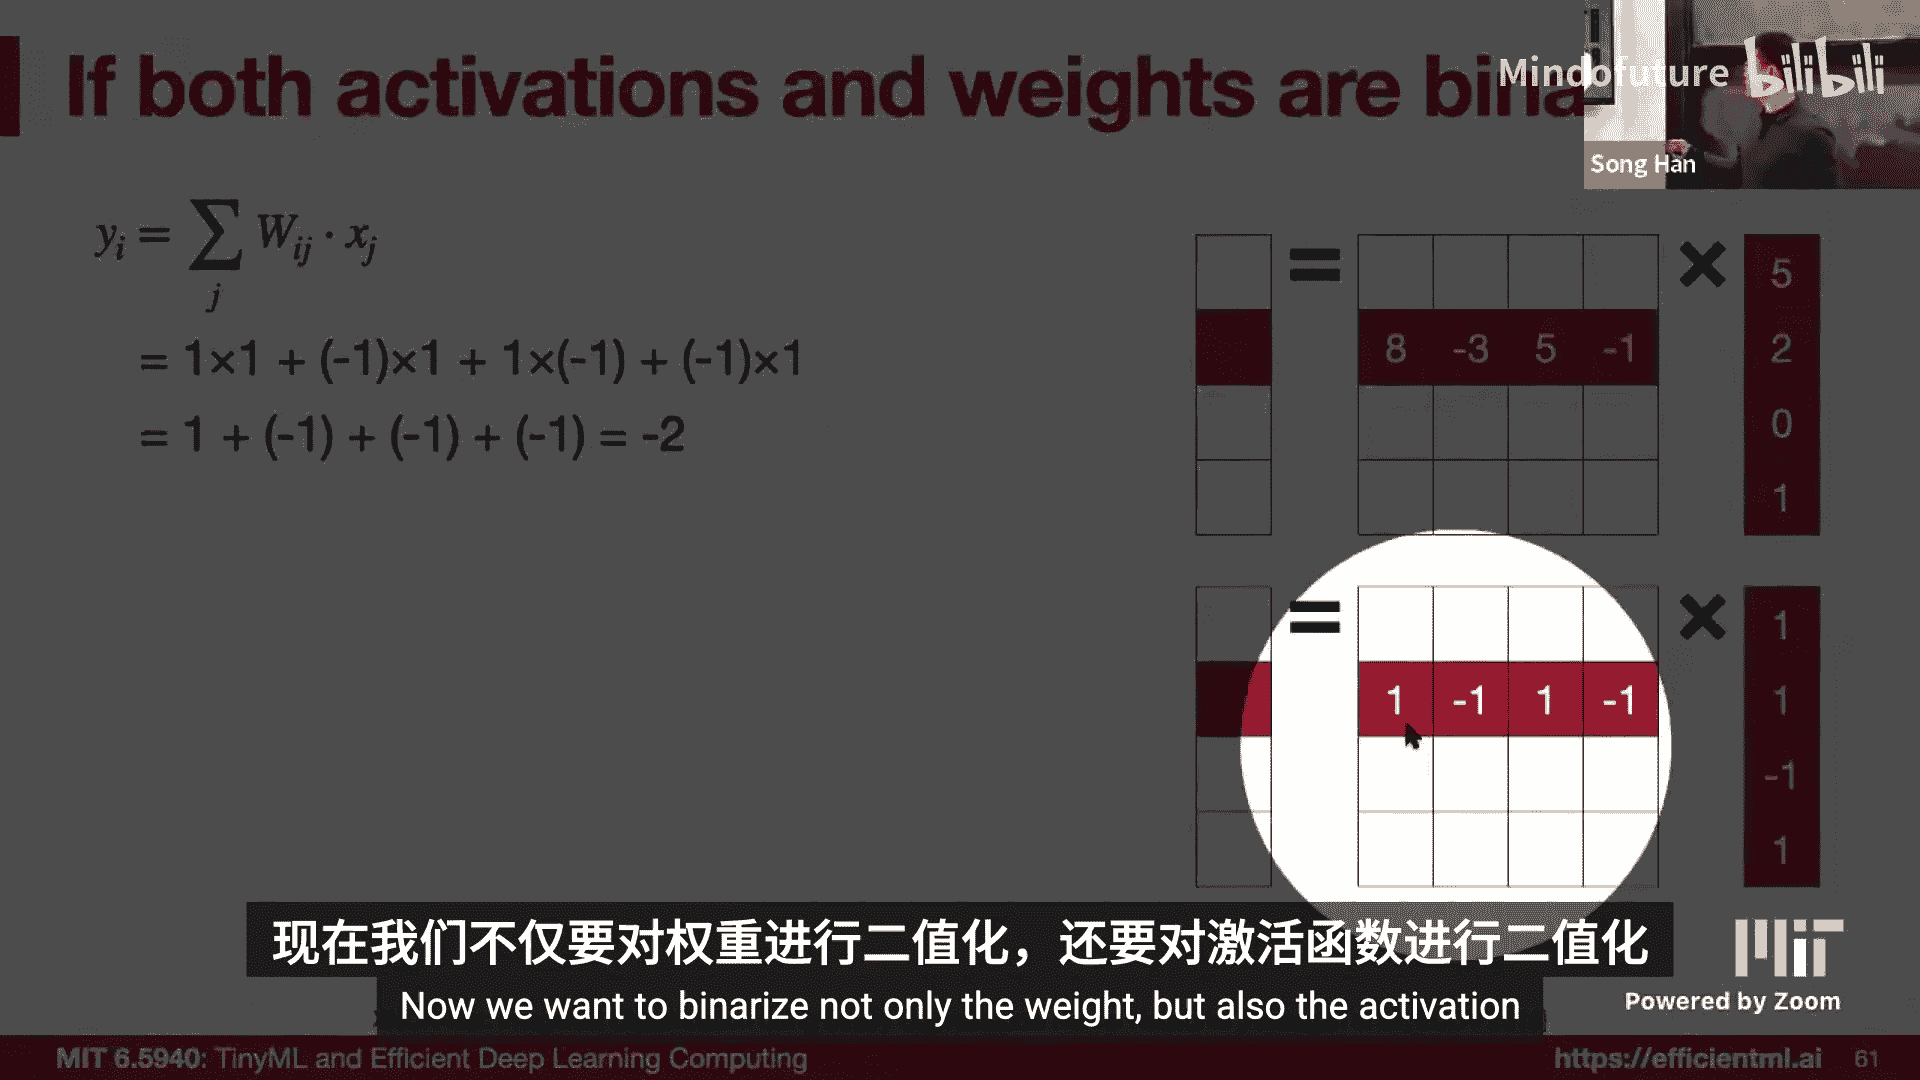 If both activations and weights are bina
Mindofuture bilibili
Song Han
y_i = ∑_j W_ij · x_j
= 1×1 + (-1)×1 + 1×(-1) + (-1)×1
= 1 + (-1) + (-1) + (-1) = -2
= × 5
8 -3 5 -1 2
0
1
= × 1
1 -1 1 -1 1
-1
1
现在我们不仅要对权重进行二值化，还要对激活函数进行二值化
Now we want to binarize not only the weight, but also the activation
MIT
Powered by Zoom
MIT 6.5940: TinyML and Efficient Deep Learning Computing
https://efficientml.ai 61